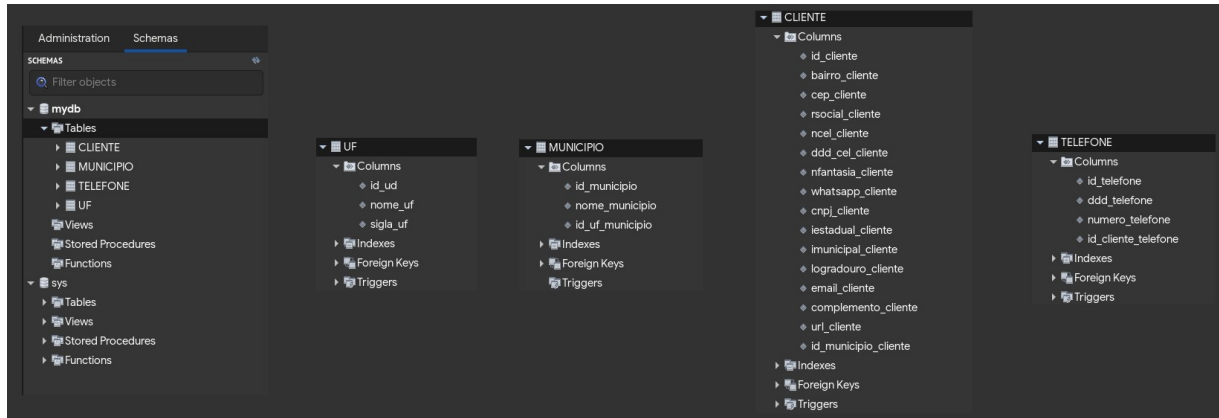 Administration Schemas
SCHEMAS
Filter objects
mydb
Tables
CLIENTE
MUNICIPIO
TELEFONE
UF
Views
Stored Procedures
Functions
sys
Tables
Views
Stored Procedures
Functions
UF
Columns
id_ud
nome_uf
sigla_uf
Indexes
Foreign Keys
Triggers
MUNICIPIO
Columns
id_municipio
nome_municipio
id_uf_municipio
Indexes
Foreign Keys
Triggers
CLIENTE
Columns
id_cliente
bairro_cliente
cep_cliente
rsocial_cliente
ncel_cliente
ddd_cel_cliente
nfantasia_cliente
whatsapp_cliente
cnpj_cliente
iestadual_cliente
imunicipal_cliente
logradouro_cliente
email_cliente
complemento_cliente
url_cliente
id_municipio_cliente
Indexes
Foreign Keys
Triggers
TELEFONE
Columns
id_telefone
ddd_telefone
numero_telefone
id_cliente_telefone
Indexes
Foreign Keys
Triggers